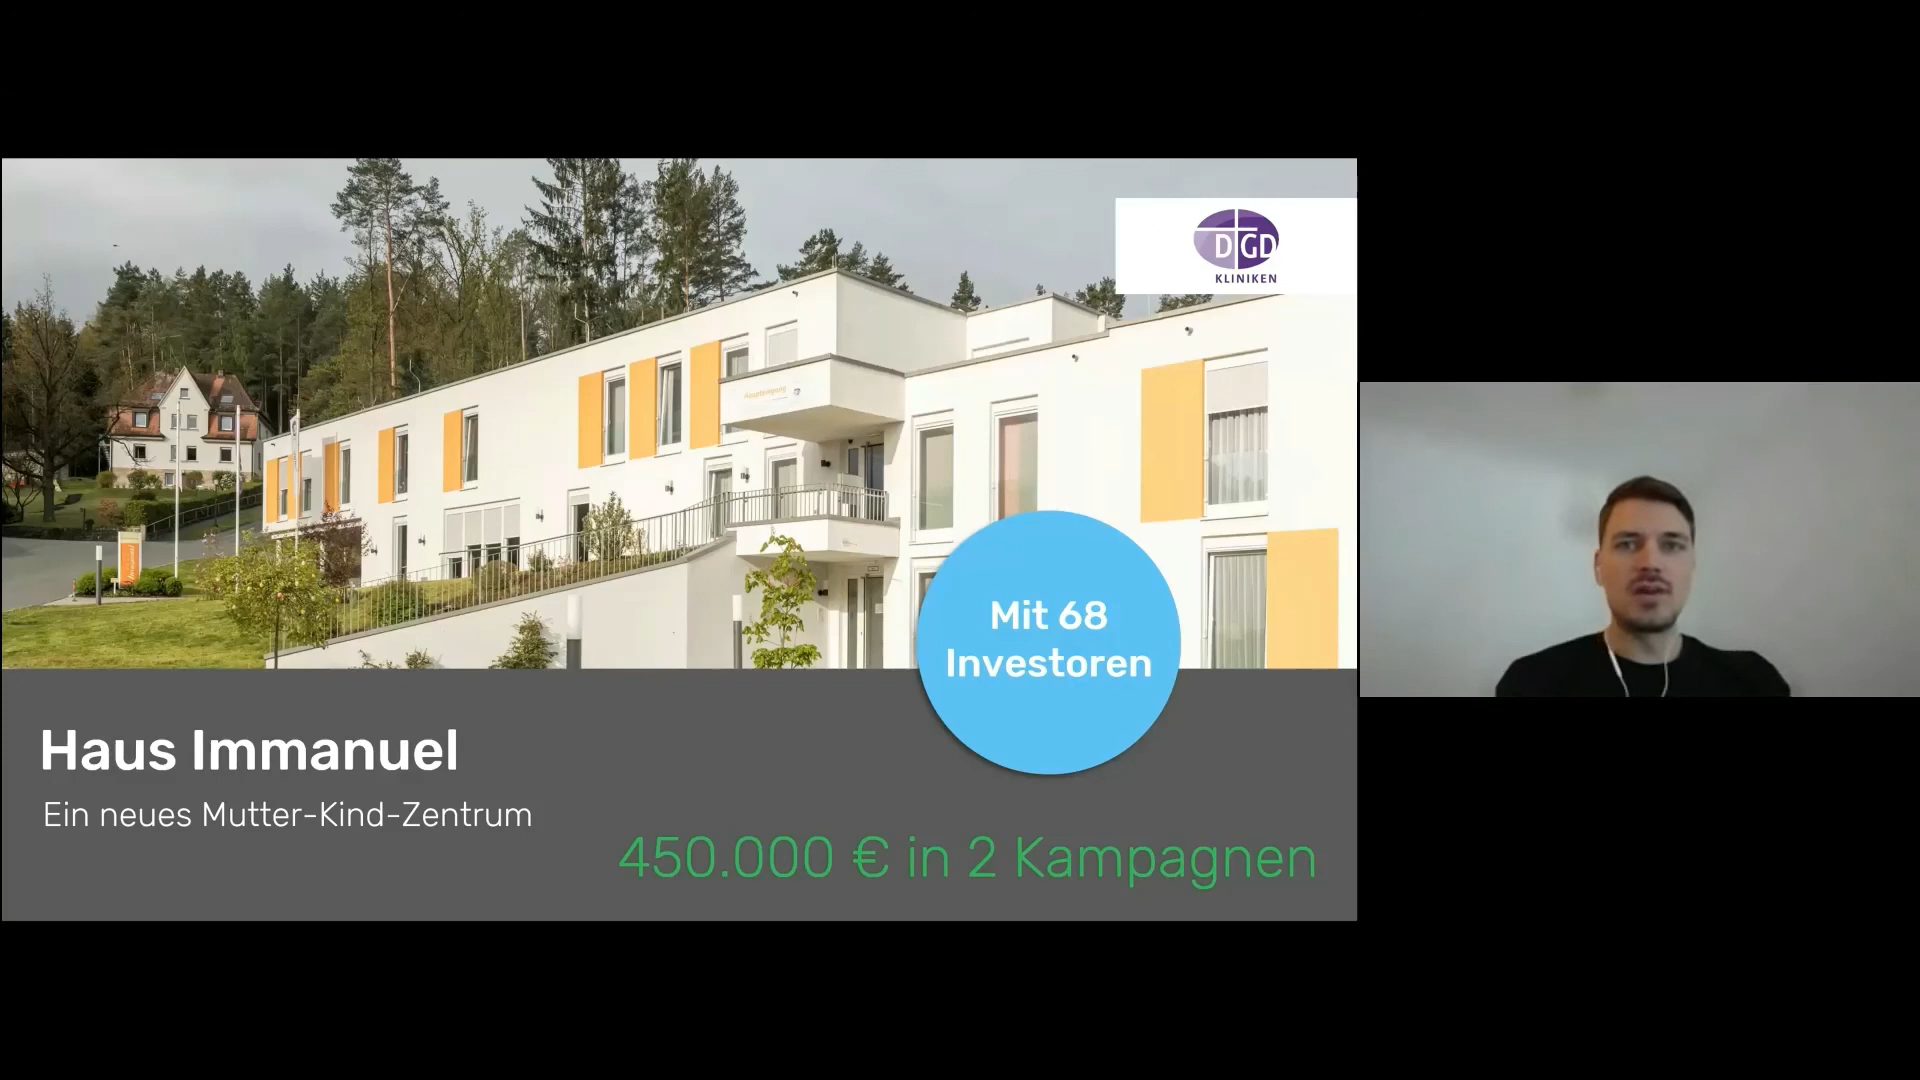 DGD
KLINIKEN
Mit 68
Investoren
Haus Immanuel
Ein neues Mutter-Kind-Zentrum
450.000 € in 2 Kampagnen